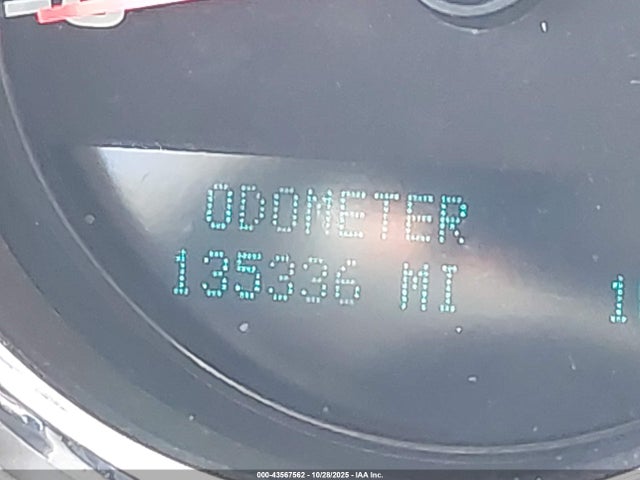 ODOMETER
135336 MI
000-43567562 - 10/28/2025 - IAA Inc.